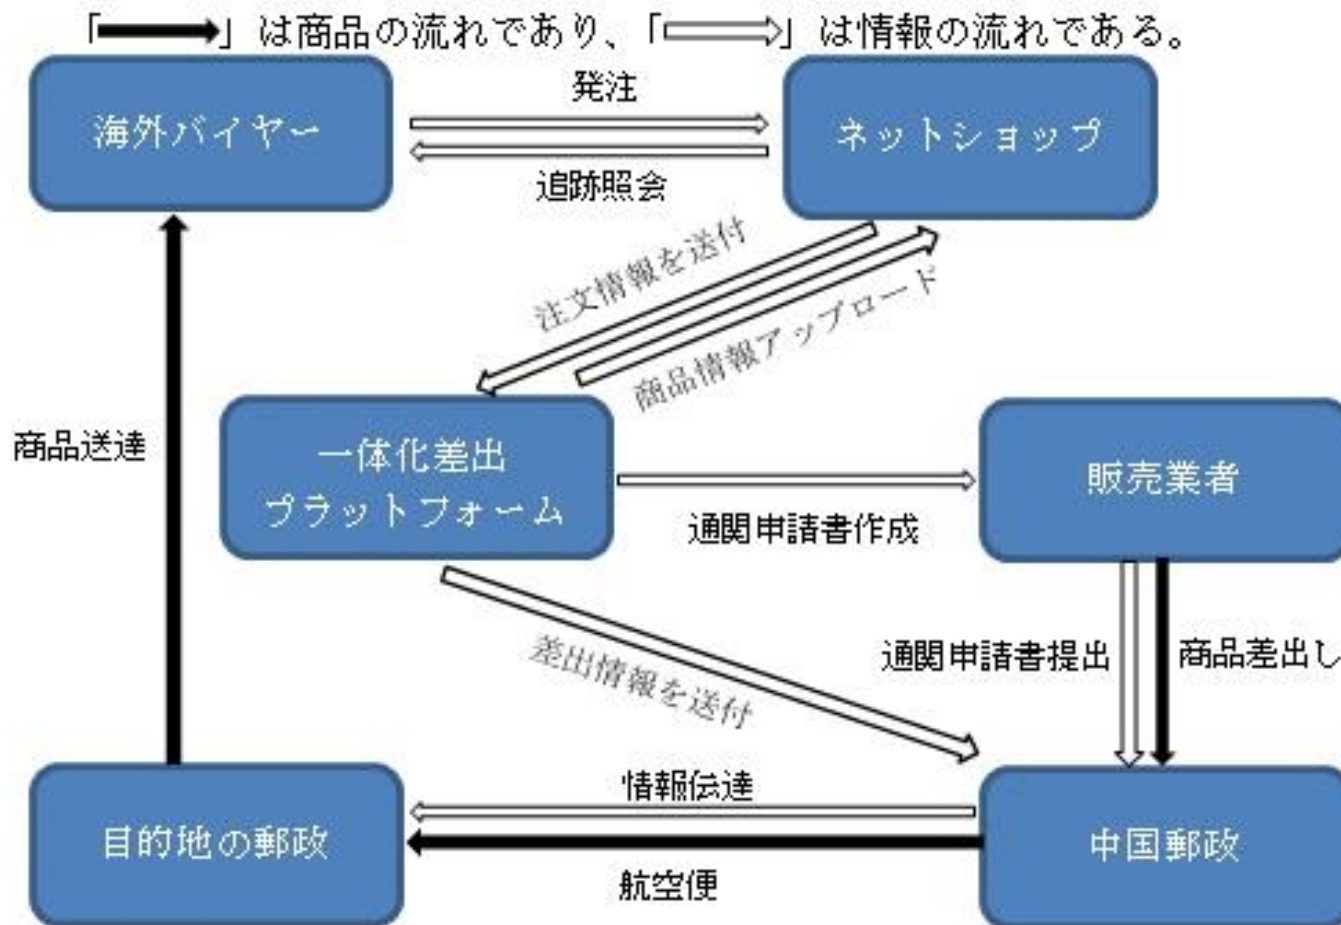 「➡」は商品の流れであり、「⇨」は情報の流れである。
海外バイヤー
発注
追跡照会
ネットショップ
注文情報を送付
商品情報アップロード
商品送達
一体化差出
プラットフォーム
通関申請書作成
販売業者
差出情報を送付
通関申請書提出
商品差出し
目的地の郵政
情報伝達
航空便
中国郵政